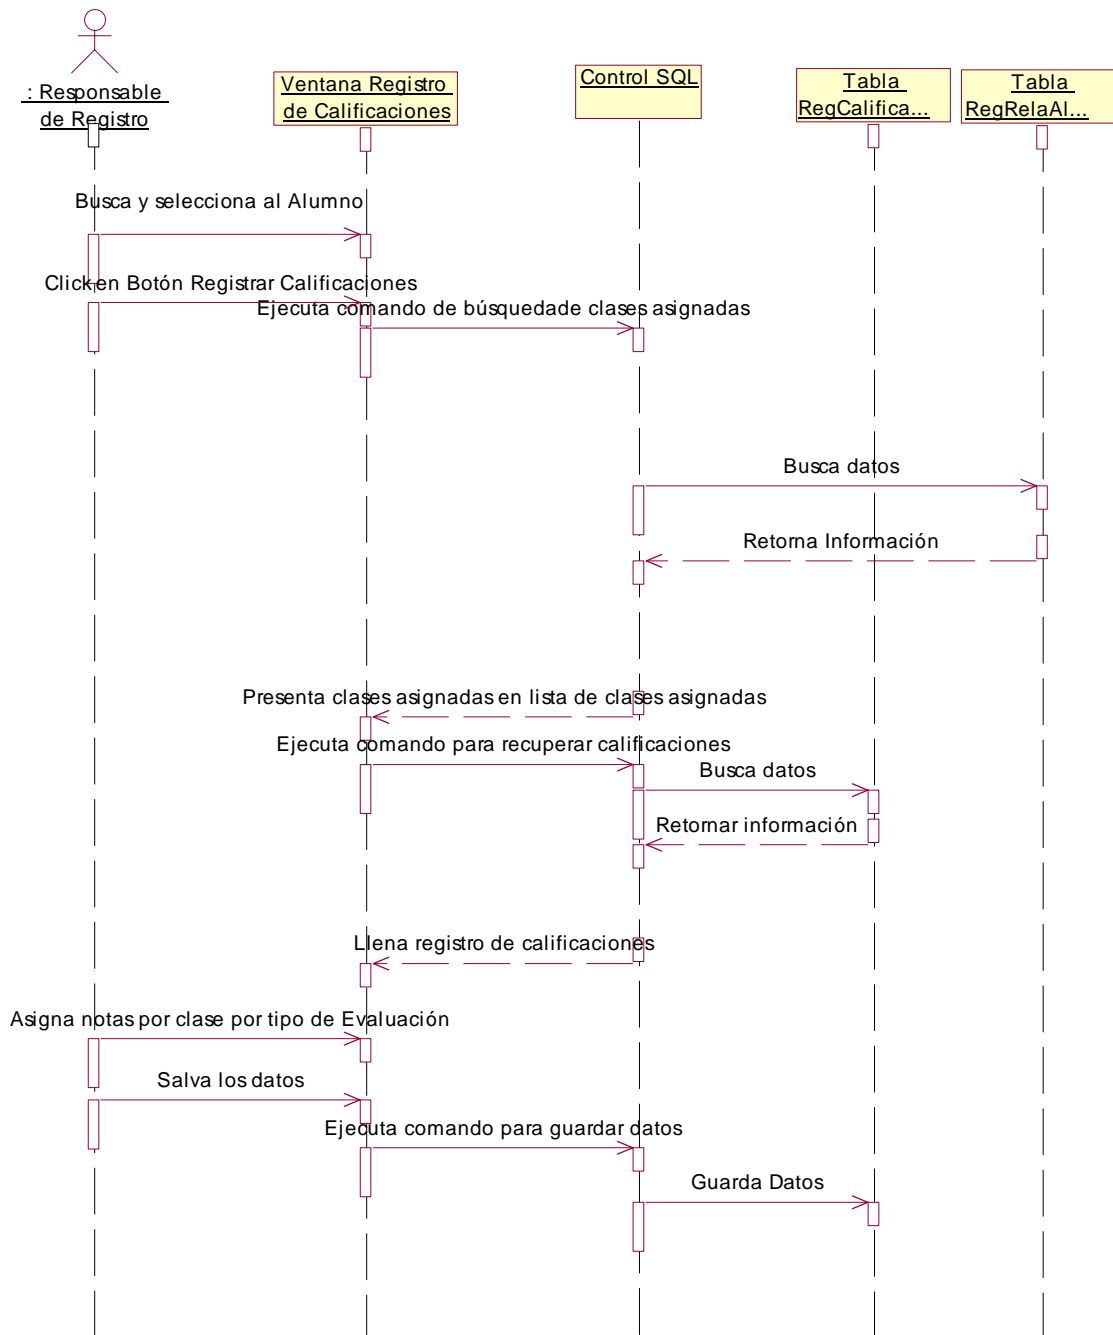 : Responsable
de Registro
Ventana Registro
de Calificaciones
Control SQL
Tabla
RegCalifica...
Tabla
RegRelaAl...
Busca y selecciona al Alumno
Click en Botón Registrar Calificaciones
Ejecuta comando de búsquedade clases asignadas
Busca datos
Retorna Información
Presenta clases asignadas en lista de clases asignadas
Ejecuta comando para recuperar calificaciones
Busca datos
Retornar información
Llena registro de calificaciones
Asigna notas por clase por tipo de Evaluación
Salva los datos
Ejecuta comando para guardar datos
Guarda Datos